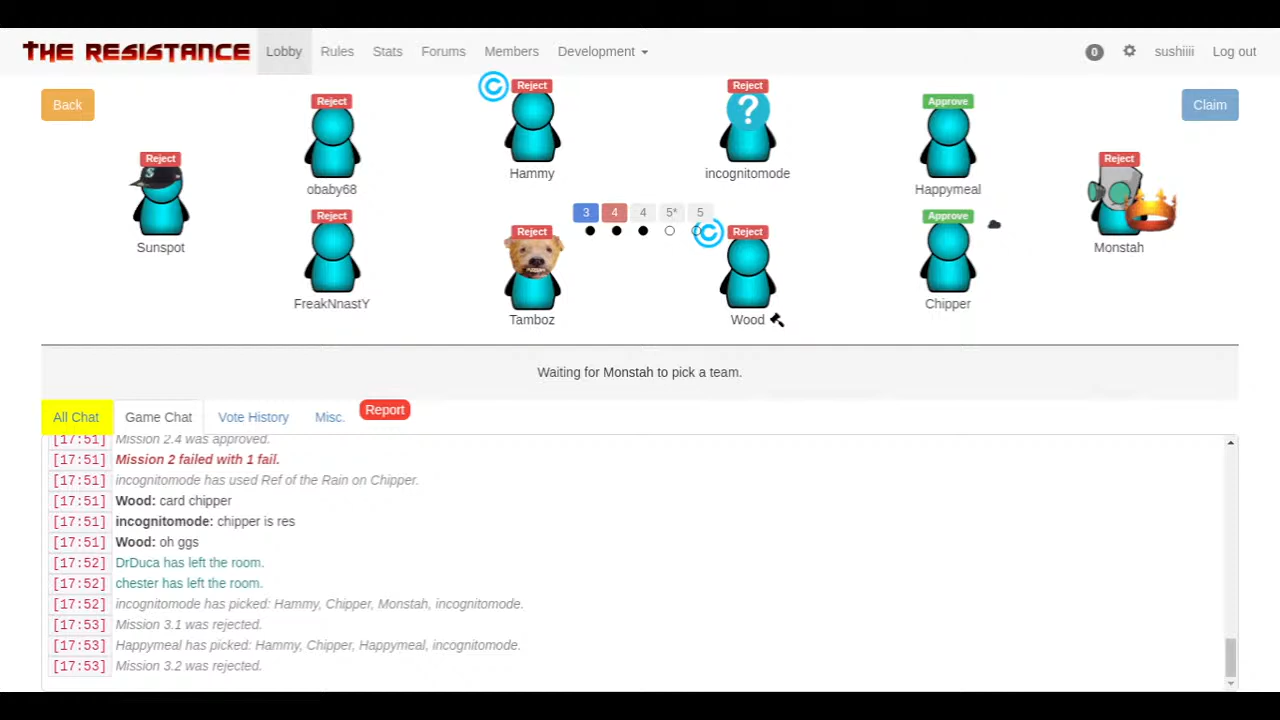 THE RESISTANCE Lobby Rules Stats Forums Members Development 0 sushiiii Log out
Back Claim
Reject Reject Reject Reject Approve Reject
Sunspot obaby68 Hammy incognitomode Happymeal Monstah
3 4 4 5* 5
Reject Reject Reject Approve
FreakNnastY Tamboz Wood Chipper
Waiting for Monstah to pick a team.
All Chat Game Chat Vote History Misc. Report
[17:51] Mission 2.4 was approved.
[17:51] Mission 2 failed with 1 fail.
[17:51] incognitomode has used Ref of the Rain on Chipper.
[17:51] Wood: card chipper
[17:51] incognitomode: chipper is res
[17:51] Wood: oh ggs
[17:52] DrDuca has left the room.
[17:52] chester has left the room.
[17:52] incognitomode has picked: Hammy, Chipper, Monstah, incognitomode.
[17:53] Mission 3.1 was rejected.
[17:53] Happymeal has picked: Hammy, Chipper, Happymeal, incognitomode.
[17:53] Mission 3.2 was rejected.